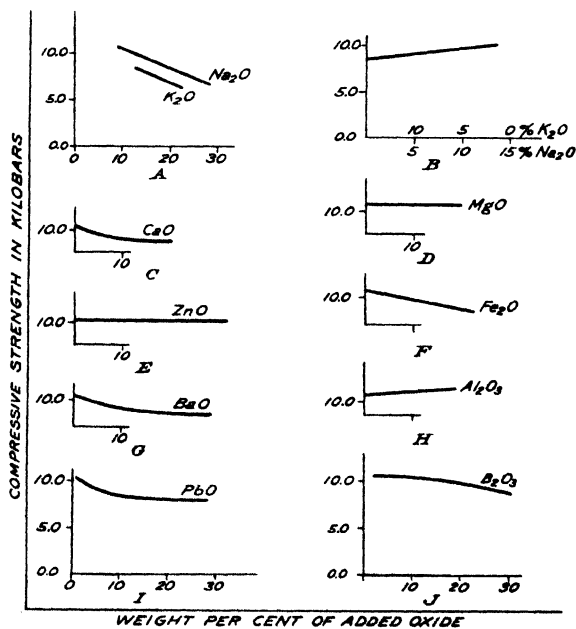 COMPRESSIVE STRENGTH IN KILOBARS
10.0
5.0
0.0
Na₂O
K₂O
0 10 20 30
A
10.0
5.0
0.0
10 5 0 % K₂O
5 10 15 % Na₂O
B
10.0
CaO
10
C
10.0
MgO
10
D
10.0
ZnO
10
E
10.0
Fe₂O
F
10.0
BaO
10
G
10.0
Al₂O₃
H
10.0
5.0
0.0
PbO
0 10 20 30
I
10.0
5.0
0.0
B₂O₃
0 10 20 30
J
WEIGHT PER CENT OF ADDED OXIDE